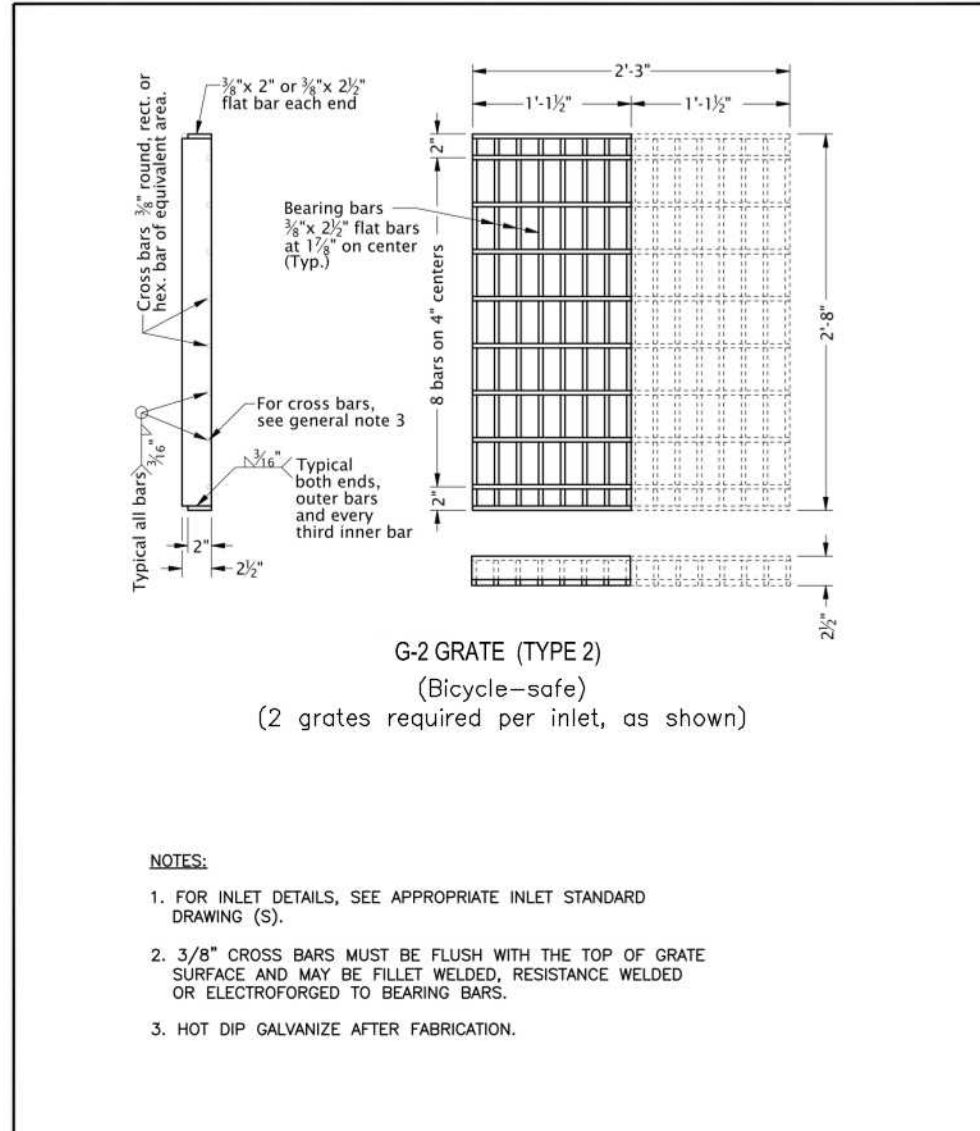 ⅜"x 2" or ⅜"x 2½"
flat bar each end
Cross bars ⅜" round, rect. or
hex. bar of equivalent area.
Bearing bars
⅜"x 2½" flat bars
at 1⅞" on center
(Typ.)
For cross bars,
see general note 3
3/16"
Typical
both ends,
outer bars
and every
third inner bar
Typical all bars
3/16"
2"
2½"
2'-3"
1'-1½"
1'-1½"
2"
8 bars on 4" centers
2"
2'-8"
2½"
G-2 GRATE (TYPE 2)
(Bicycle-safe)
(2 grates required per inlet, as shown)
NOTES:
1. FOR INLET DETAILS, SEE APPROPRIATE INLET STANDARD
DRAWING (S).
2. 3/8" CROSS BARS MUST BE FLUSH WITH THE TOP OF GRATE
SURFACE AND MAY BE FILLET WELDED, RESISTANCE WELDED
OR ELECTROFORGED TO BEARING BARS.
3. HOT DIP GALVANIZE AFTER FABRICATION.